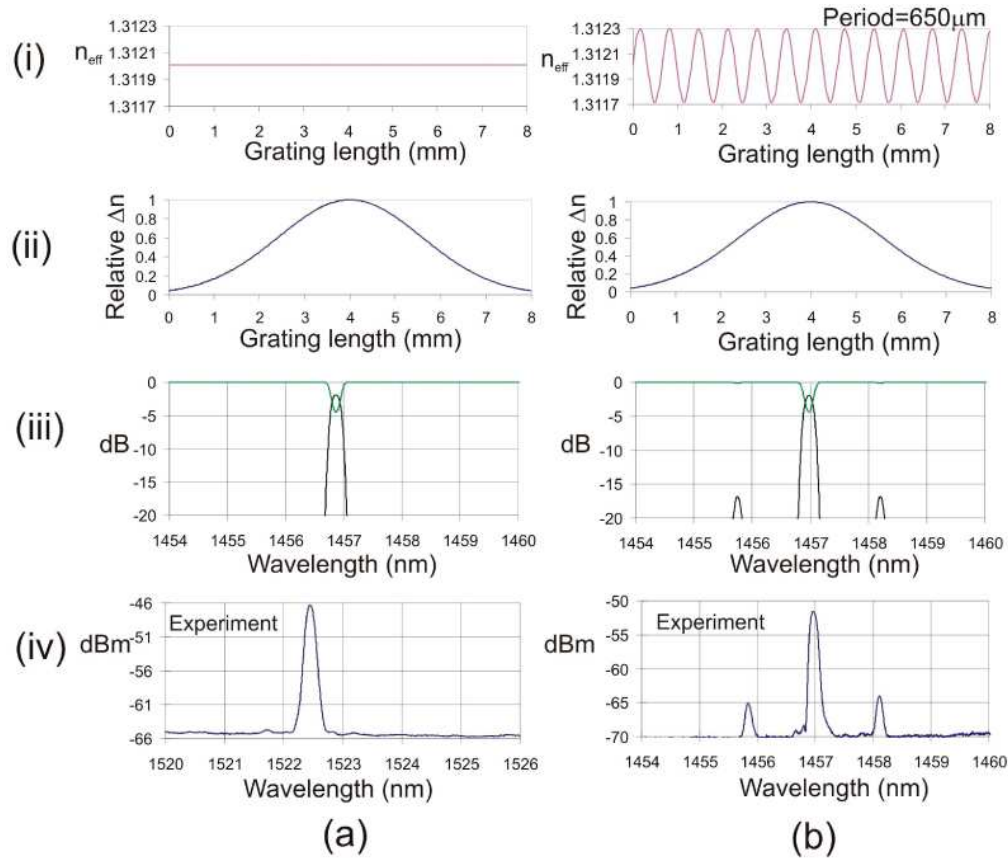 (i)
n_eff
1.3123
1.3121
1.3119
1.3117
0 1 2 3 4 5 6 7 8
Grating length (mm)
Period=650μm
n_eff
1.3123
1.3121
1.3119
1.3117
0 1 2 3 4 5 6 7 8
Grating length (mm)
(ii)
Relative Δn
1
0.8
0.6
0.4
0.2
0
0 1 2 3 4 5 6 7 8
Grating length (mm)
Relative Δn
1
0.8
0.6
0.4
0.2
0
0 1 2 3 4 5 6 7 8
Grating length (mm)
(iii)
dB
0
-5
-10
-15
-20
1454 1455 1456 1457 1458 1459 1460
Wavelength (nm)
dB
0
-5
-10
-15
-20
1454 1455 1456 1457 1458 1459 1460
Wavelength (nm)
(iv)
dBm
-46
-51
-56
-61
-66
Experiment
1520 1521 1522 1523 1524 1525 1526
Wavelength (nm)
dBm
-50
-55
-60
-65
-70
Experiment
1454 1455 1456 1457 1458 1459 1460
Wavelength (nm)
(a)
(b)